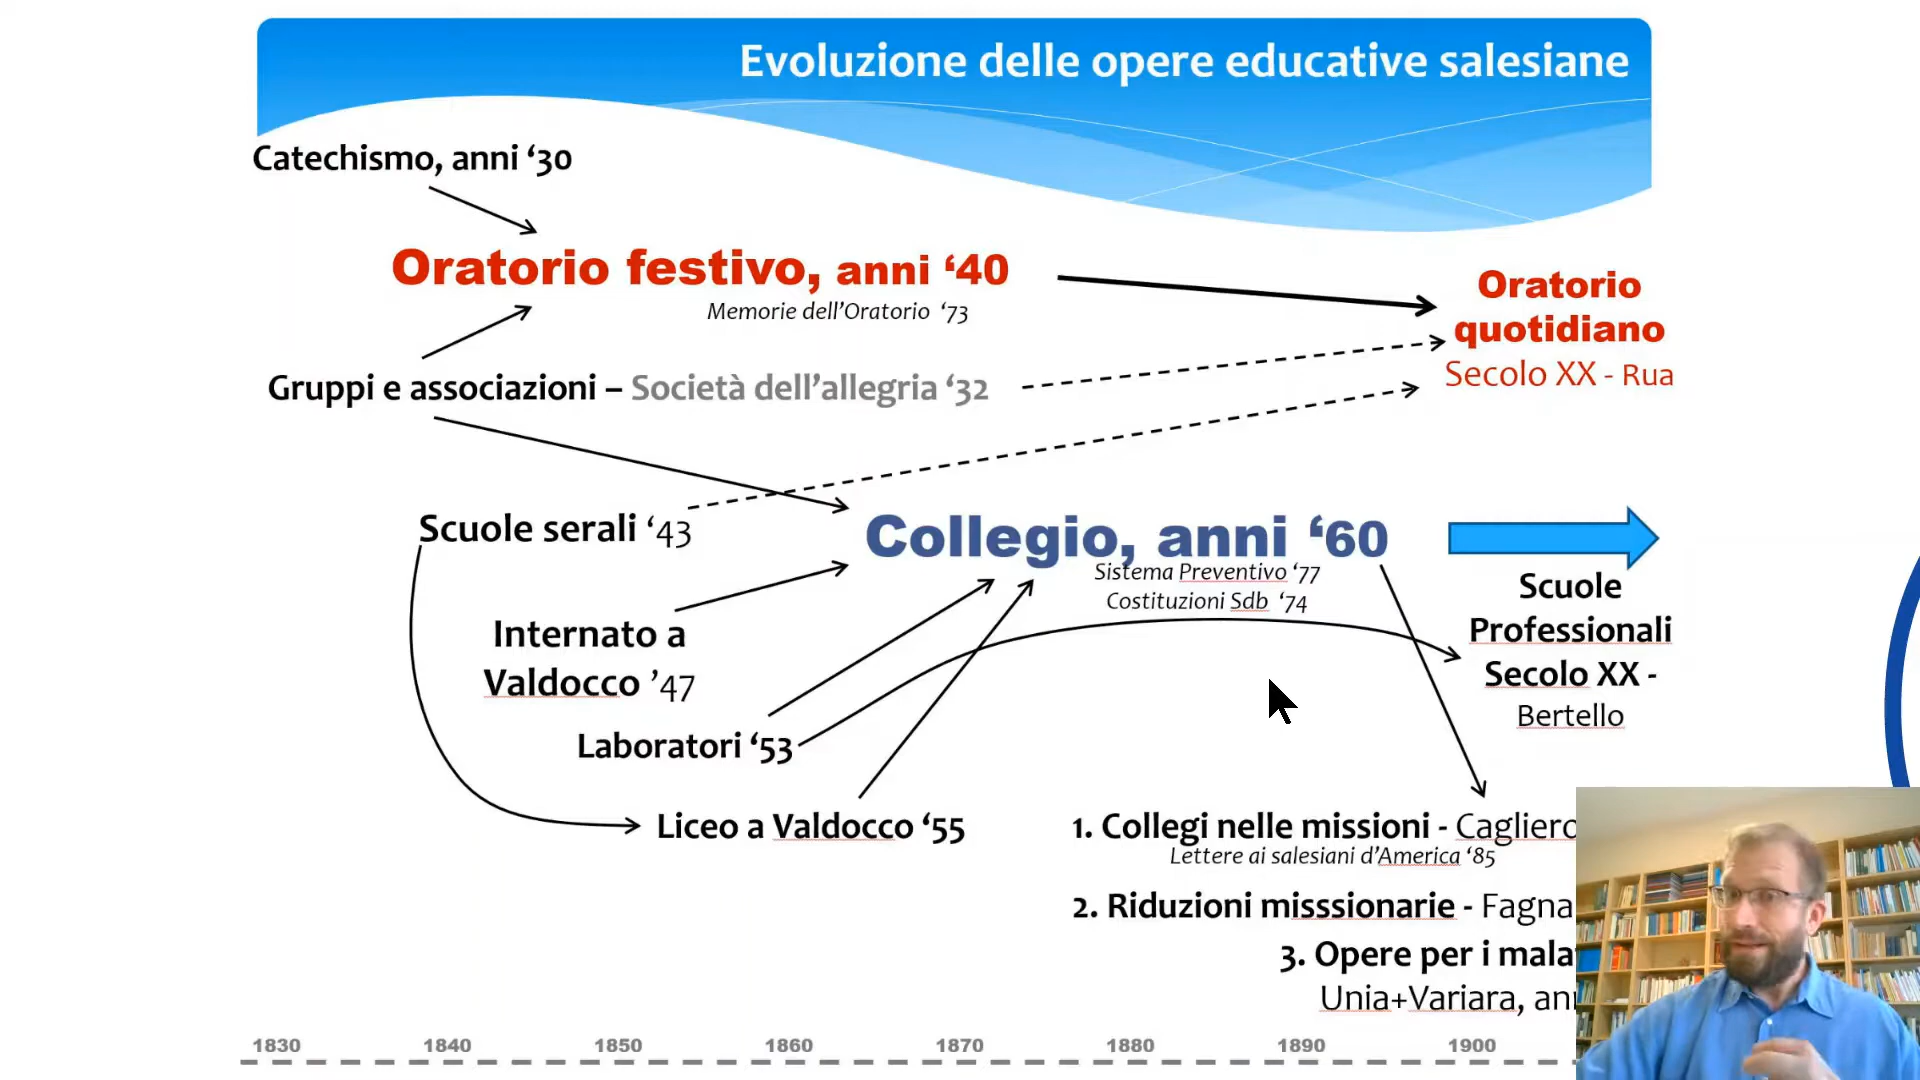 Evoluzione delle opere educative salesiane
Catechismo, anni ‘30
Oratorio festivo, anni ‘40
Memorie dell’Oratorio ‘73
Oratorio
quotidiano
Secolo XX - Rua
Gruppi e associazioni – Società dell’allegria ‘32
Scuole serali ‘43
Collegio, anni ‘60
Sistema Preventivo ‘77
Costituzioni Sdb ‘74
Scuole
Professionali
Secolo XX -
Bertello
Internato a
Valdocco ’47
Laboratori ‘53
Liceo a Valdocco ‘55
1. Collegi nelle missioni - Cagliero
Lettere ai salesiani d’America ‘85
2. Riduzioni misssionarie - Fagna
3. Opere per i mala
Unia+Variara, an
1830 1840 1850 1860 1870 1880 1890 1900